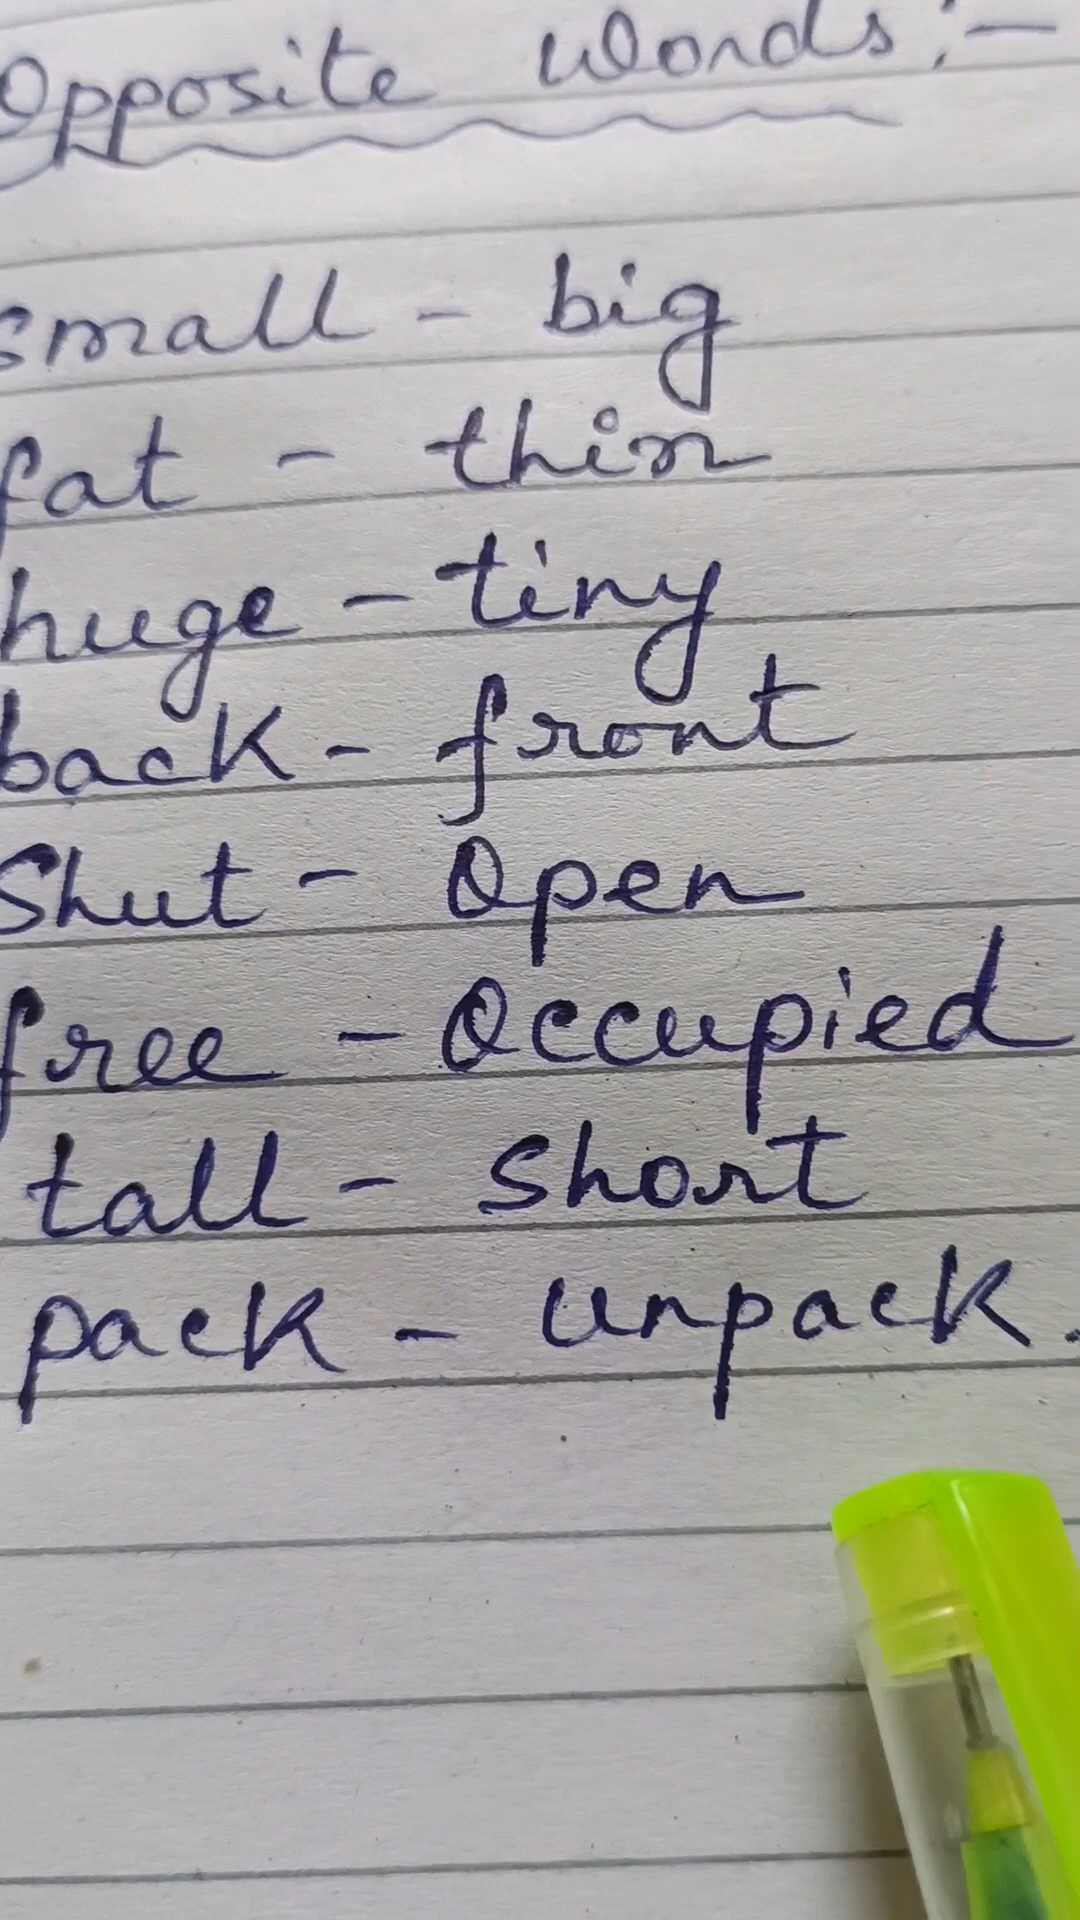 Opposite Words:-
small - big
fat - thin
huge - tiny
back - front
Shut - Open
free - Occupied
tall - Short
pack - unpack.